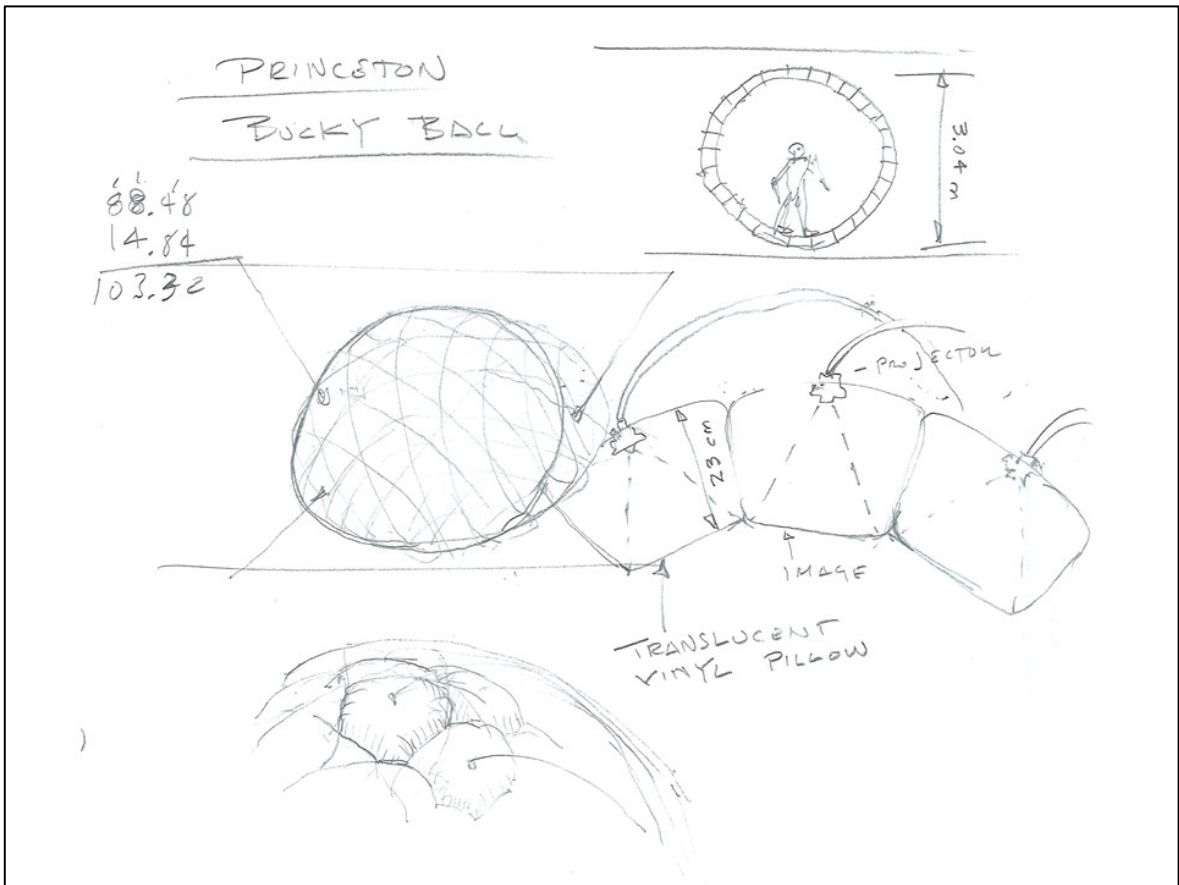 PRINCETON
BUCKY BALL
88.48
14.84
103.32
3.04 m
PROJECTOR
23 cm
IMAGE
TRANSLUCENT
VINYL PILLOW